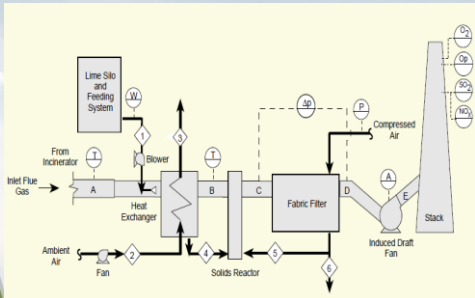 Lime Silo
and
Feeding
System
W
1
3
Blower
From
Incinerator
T
Inlet Flue
Gas
A
Heat
Exchanger
T
B
C
Δp
P
Compressed
Air
Fabric Filter
D
A
E
Induced Draft
Fan
Stack
O2
Op
SO2
NOx
Ambient
Air
Fan
2
4
Solids Reactor
5
6